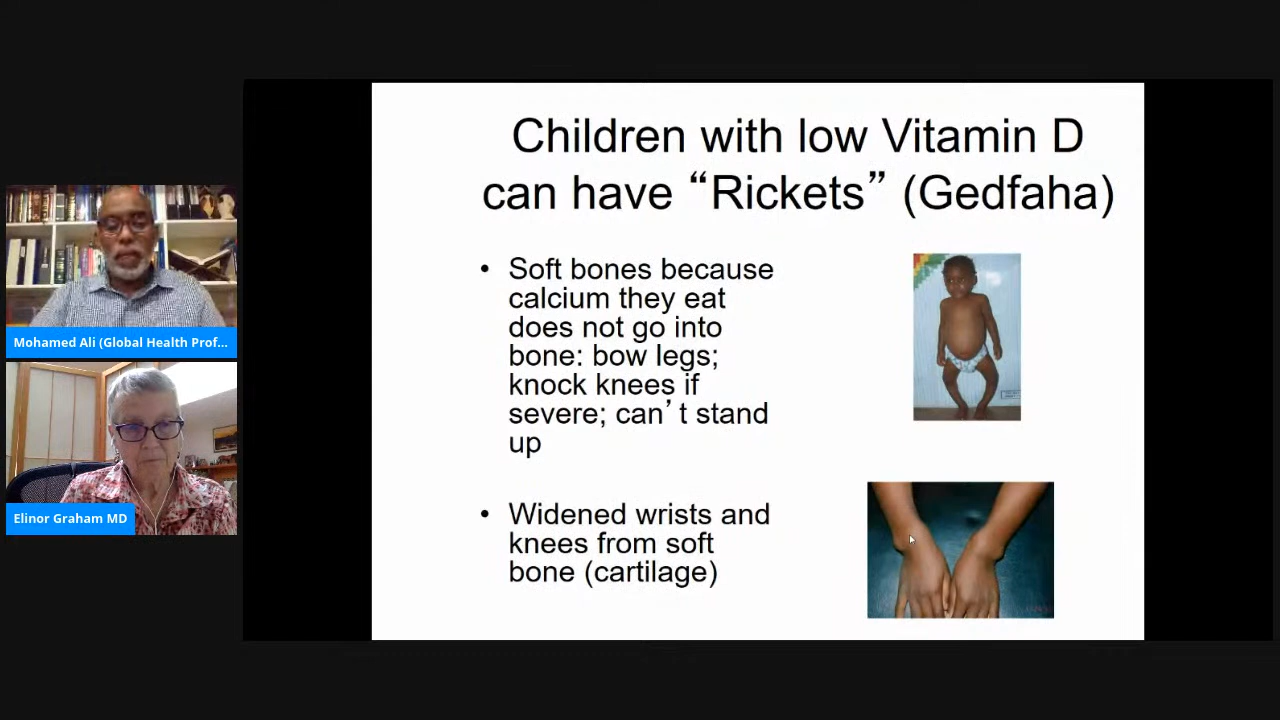 Children with low Vitamin D
can have “Rickets” (Gedfaha)
• Soft bones because
calcium they eat
does not go into
bone: bow legs;
knock knees if
severe; can’t stand
up
• Widened wrists and
knees from soft
bone (cartilage)
Mohamed Ali (Global Health Prof...
Elinor Graham MD